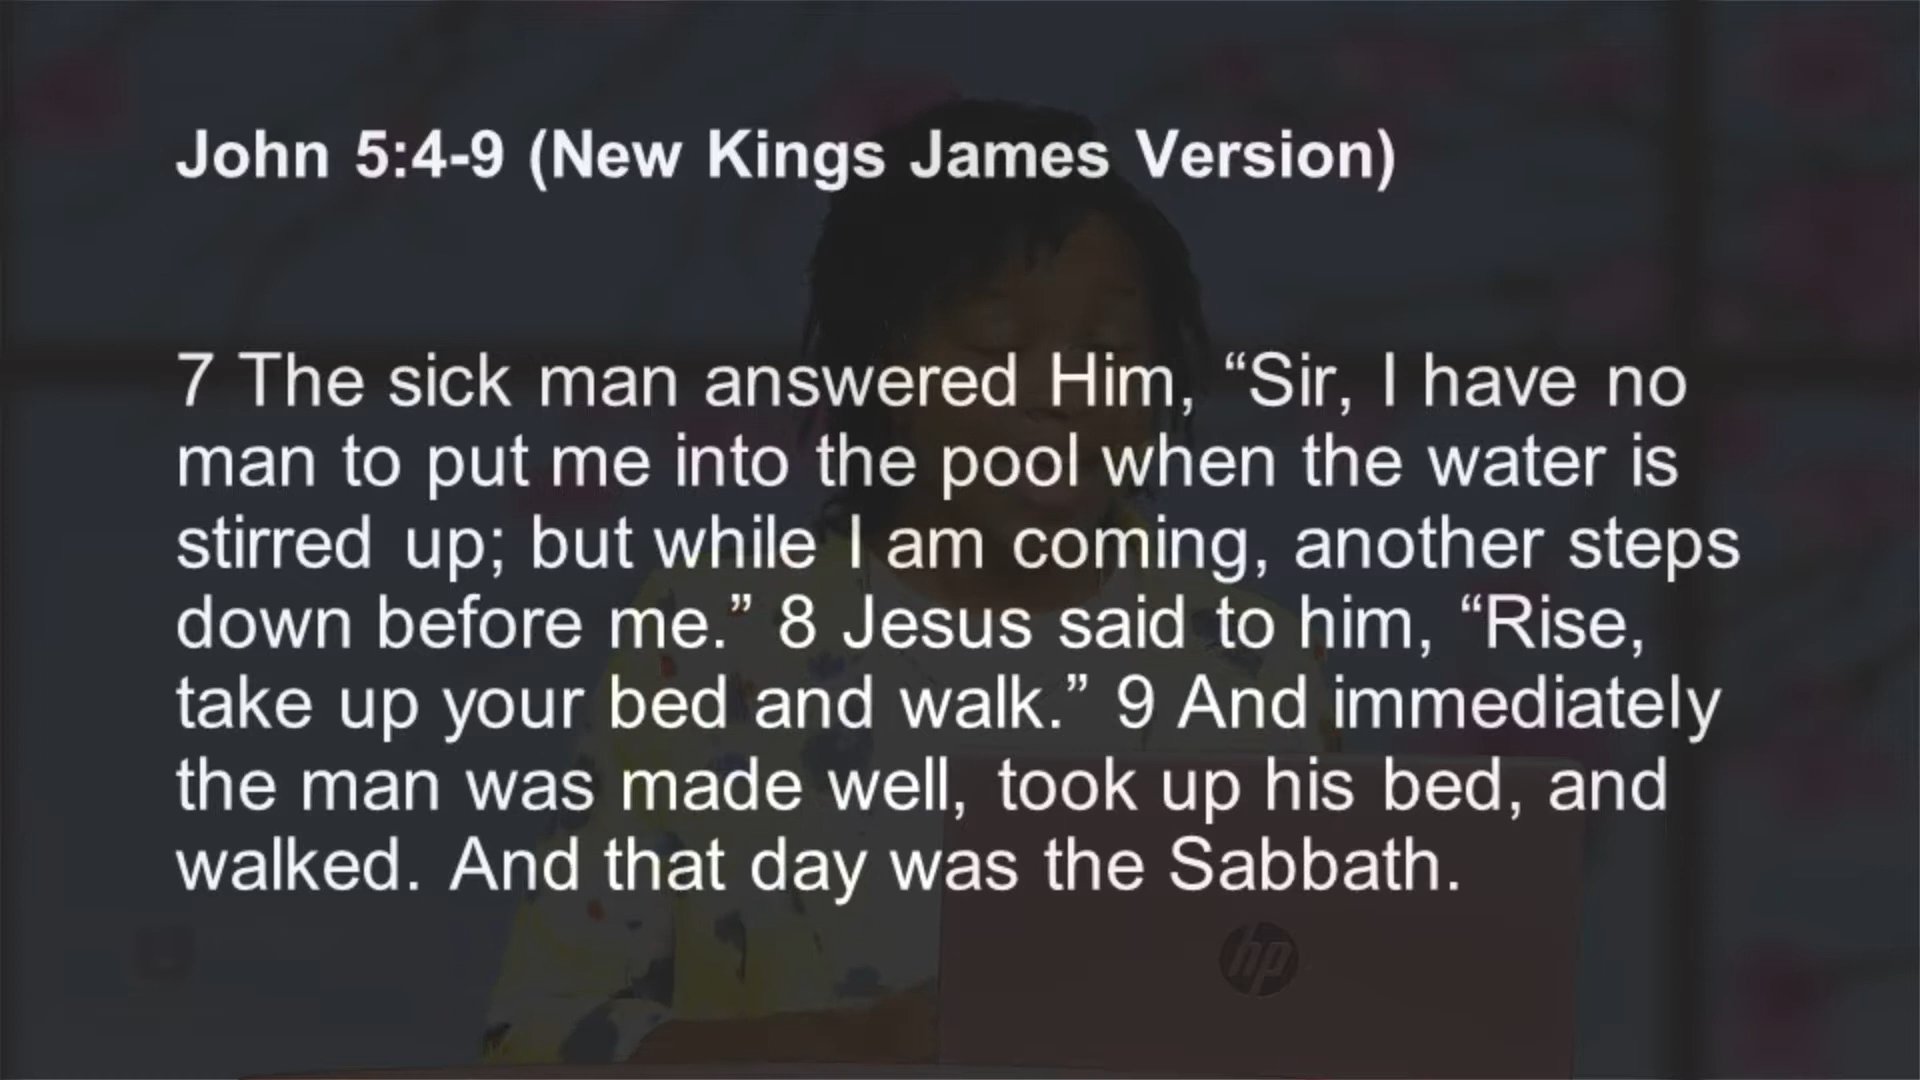 John 5:4-9 (New Kings James Version)
7 The sick man answered Him, “Sir, I have no
man to put me into the pool when the water is
stirred up; but while I am coming, another steps
down before me.” 8 Jesus said to him, “Rise,
take up your bed and walk.” 9 And immediately
the man was made well, took up his bed, and
walked. And that day was the Sabbath.
hp